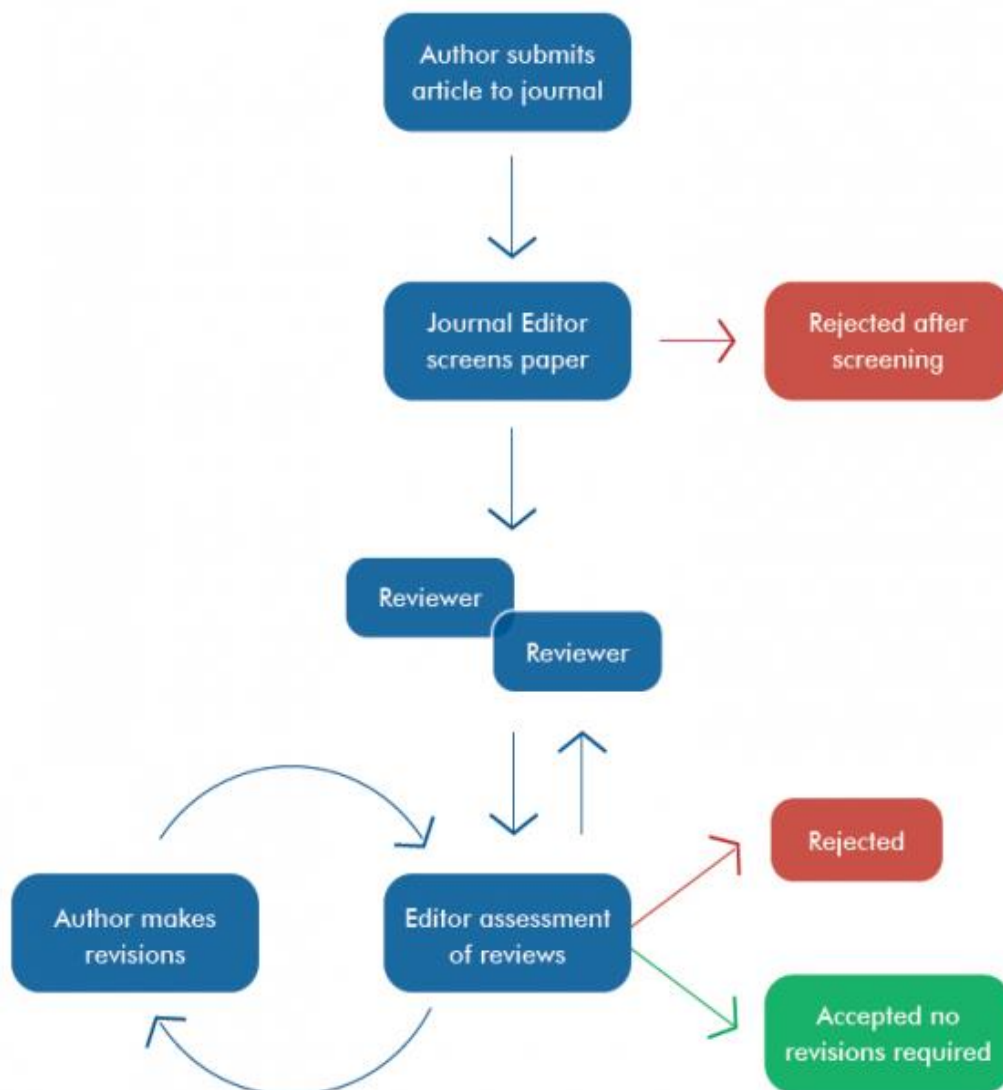 Author submits
article to journal
Journal Editor
screens paper
Rejected after
screening
Reviewer
Reviewer
Rejected
Author makes
revisions
Editor assessment
of reviews
Accepted no
revisions required